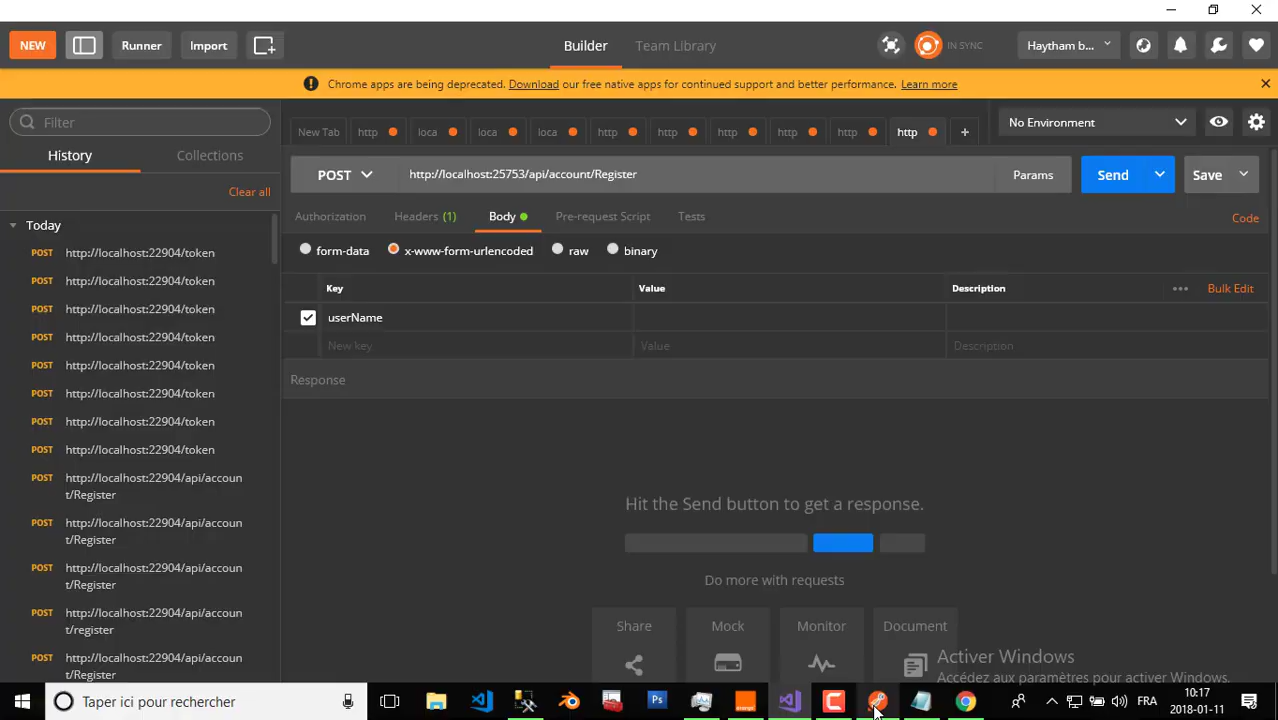 NEW Runner Import Builder Team Library IN SYNC Haytham b...
Chrome apps are being deprecated. Download our free native apps for continued support and better performance. Learn more
Filter
New Tab http loca loca loca http http http http http http + No Environment
History Collections
POST http://localhost:25753/api/account/Register Params Send Save
Clear all
Authorization Headers (1) Body Pre-request Script Tests Code
Today
POST http://localhost:22904/token
form-data x-www-form-urlencoded raw binary
POST http://localhost:22904/token
Key Value Description ••• Bulk Edit
POST http://localhost:22904/token
userName
POST http://localhost:22904/token
New key Value Description
POST http://localhost:22904/token
Response
POST http://localhost:22904/token
POST http://localhost:22904/token
POST http://localhost:22904/token
POST http://localhost:22904/api/accoun
t/Register
Hit the Send button to get a response.
POST http://localhost:22904/api/accoun
t/Register
POST http://localhost:22904/api/accoun
t/Register
Do more with requests
POST http://localhost:22904/api/accoun
t/register
Share Mock Monitor Document
POST http://localhost:22904/api/accoun
t/Register
Activer Windows
Accédez aux paramètres pour activer Windows.
Taper ici pour rechercher
Ps
orange
FRA
10:17
2018-01-11